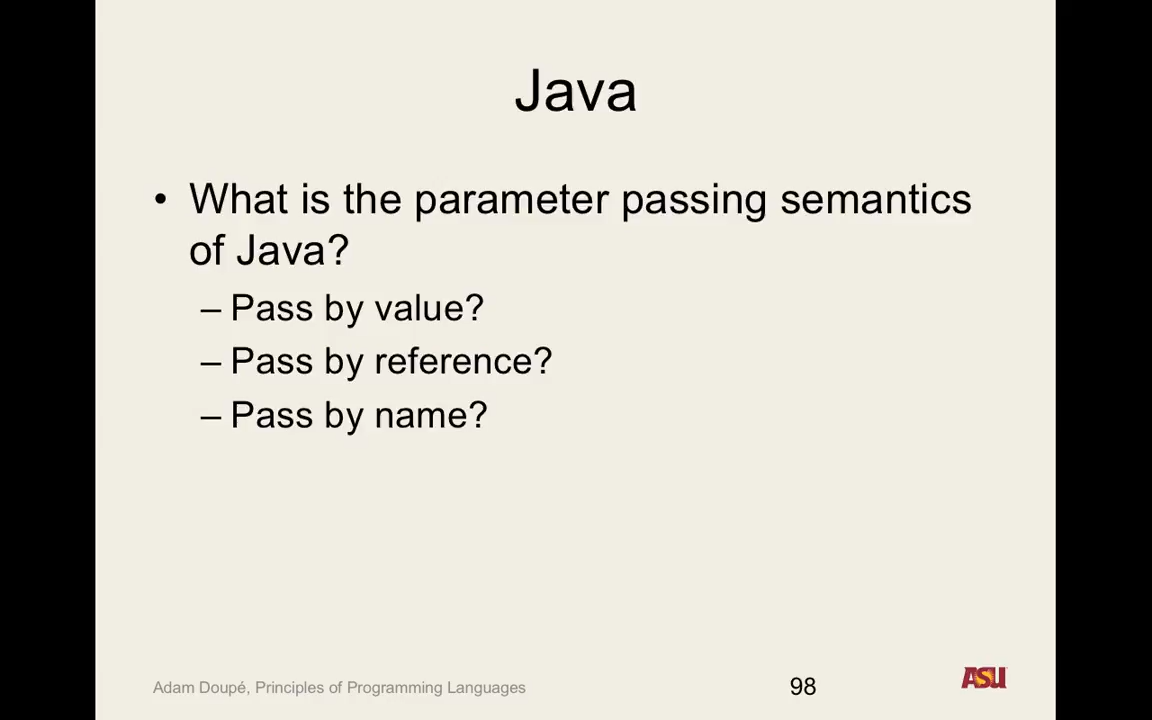 Java
• What is the parameter passing semantics
of Java?
– Pass by value?
– Pass by reference?
– Pass by name?
Adam Doupé, Principles of Programming Languages
98
ASU